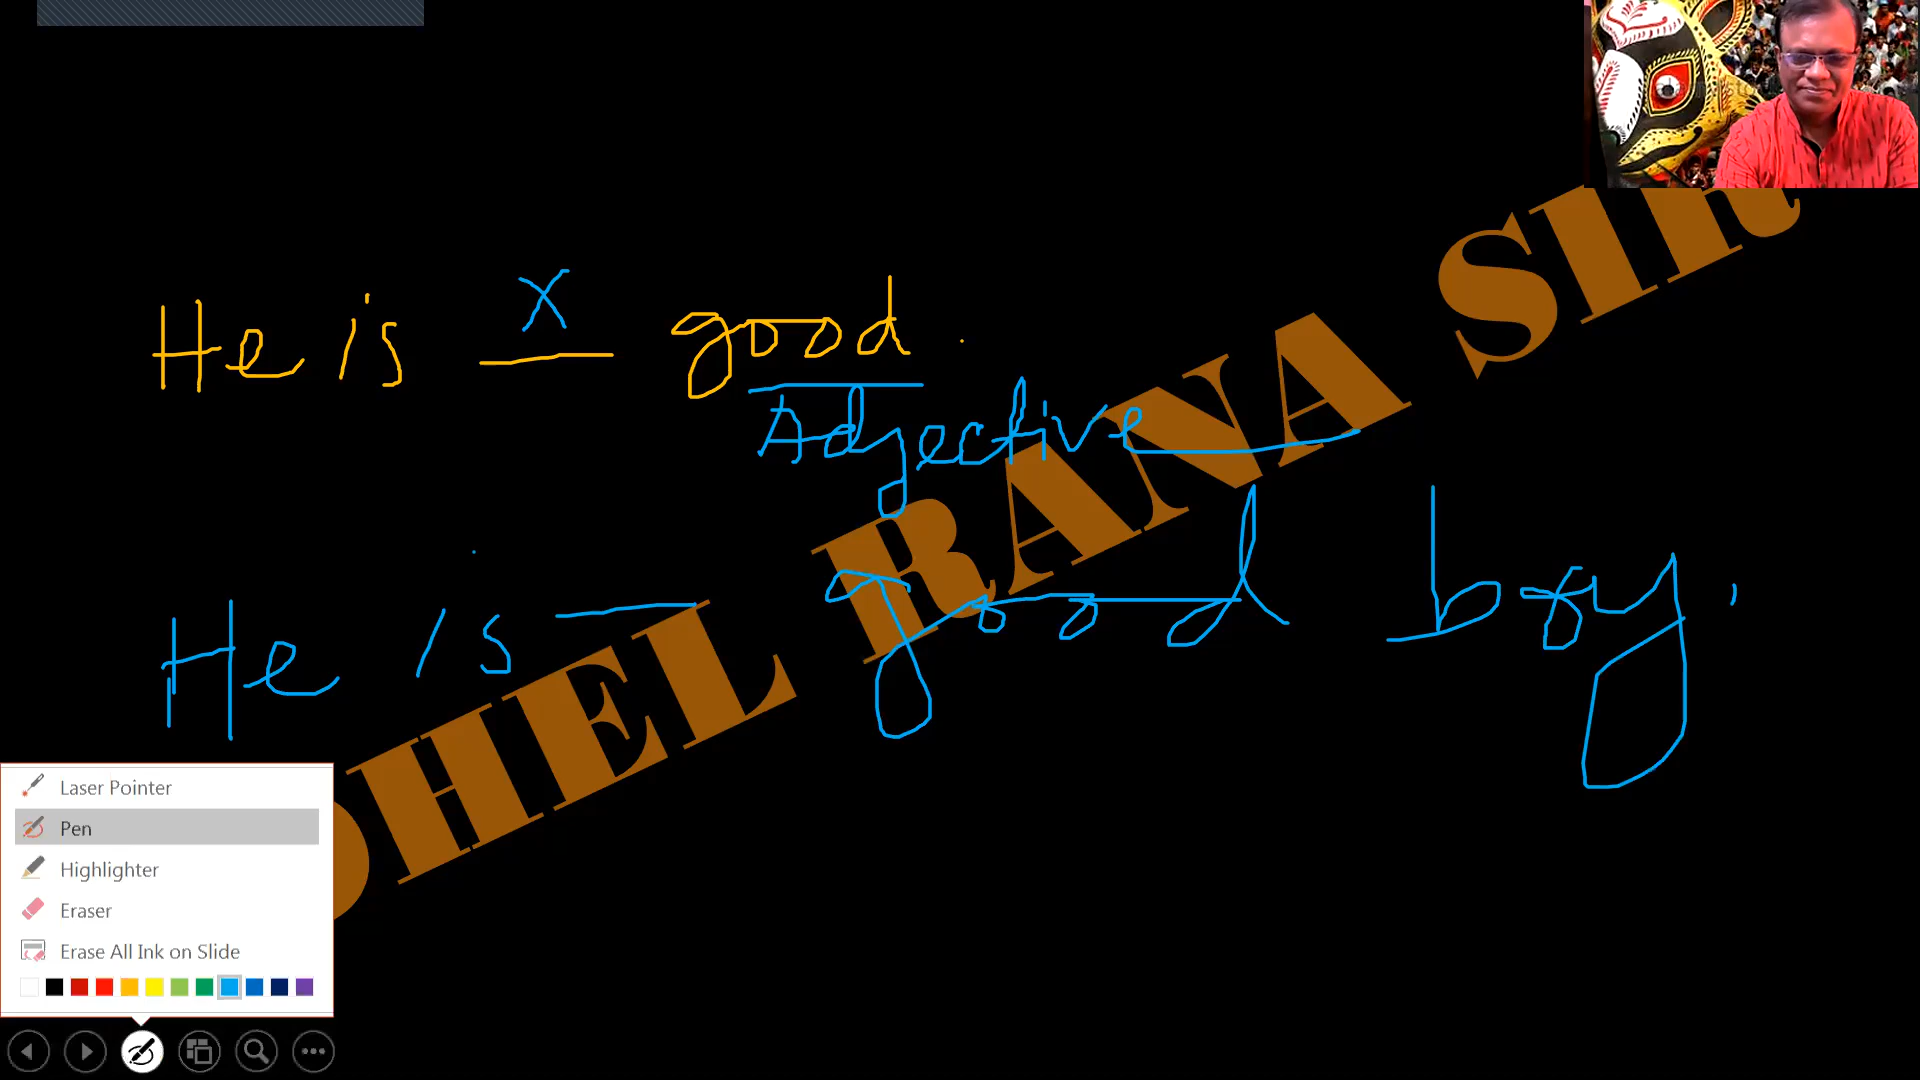 He is x good.
Adjective
He is _ good boy.
OHEL RANA SIR
Laser Pointer
Pen
Highlighter
Eraser
Erase All Ink on Slide